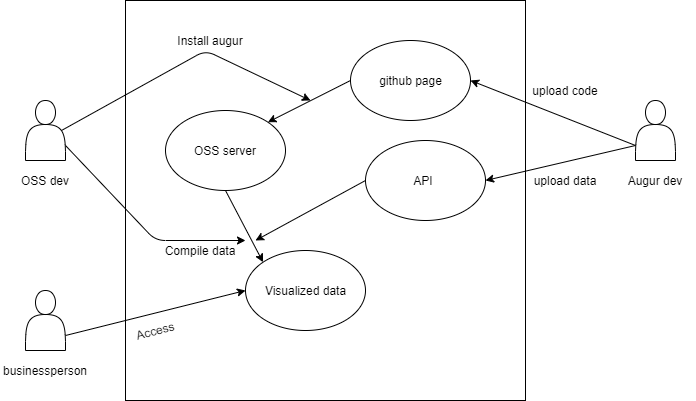 Install augur
github page
upload code
OSS server
OSS dev
API
upload data
Augur dev
Compile data
Visualized data
Access
businessperson